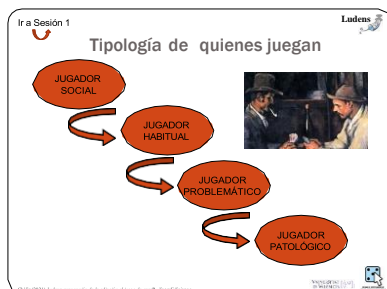 Ir a Sesión 1
Ludens
Tipología de quienes juegan
JUGADOR
SOCIAL
JUGADOR
HABITUAL
JUGADOR
PROBLEMÁTICO
JUGADOR
PATOLÓGICO